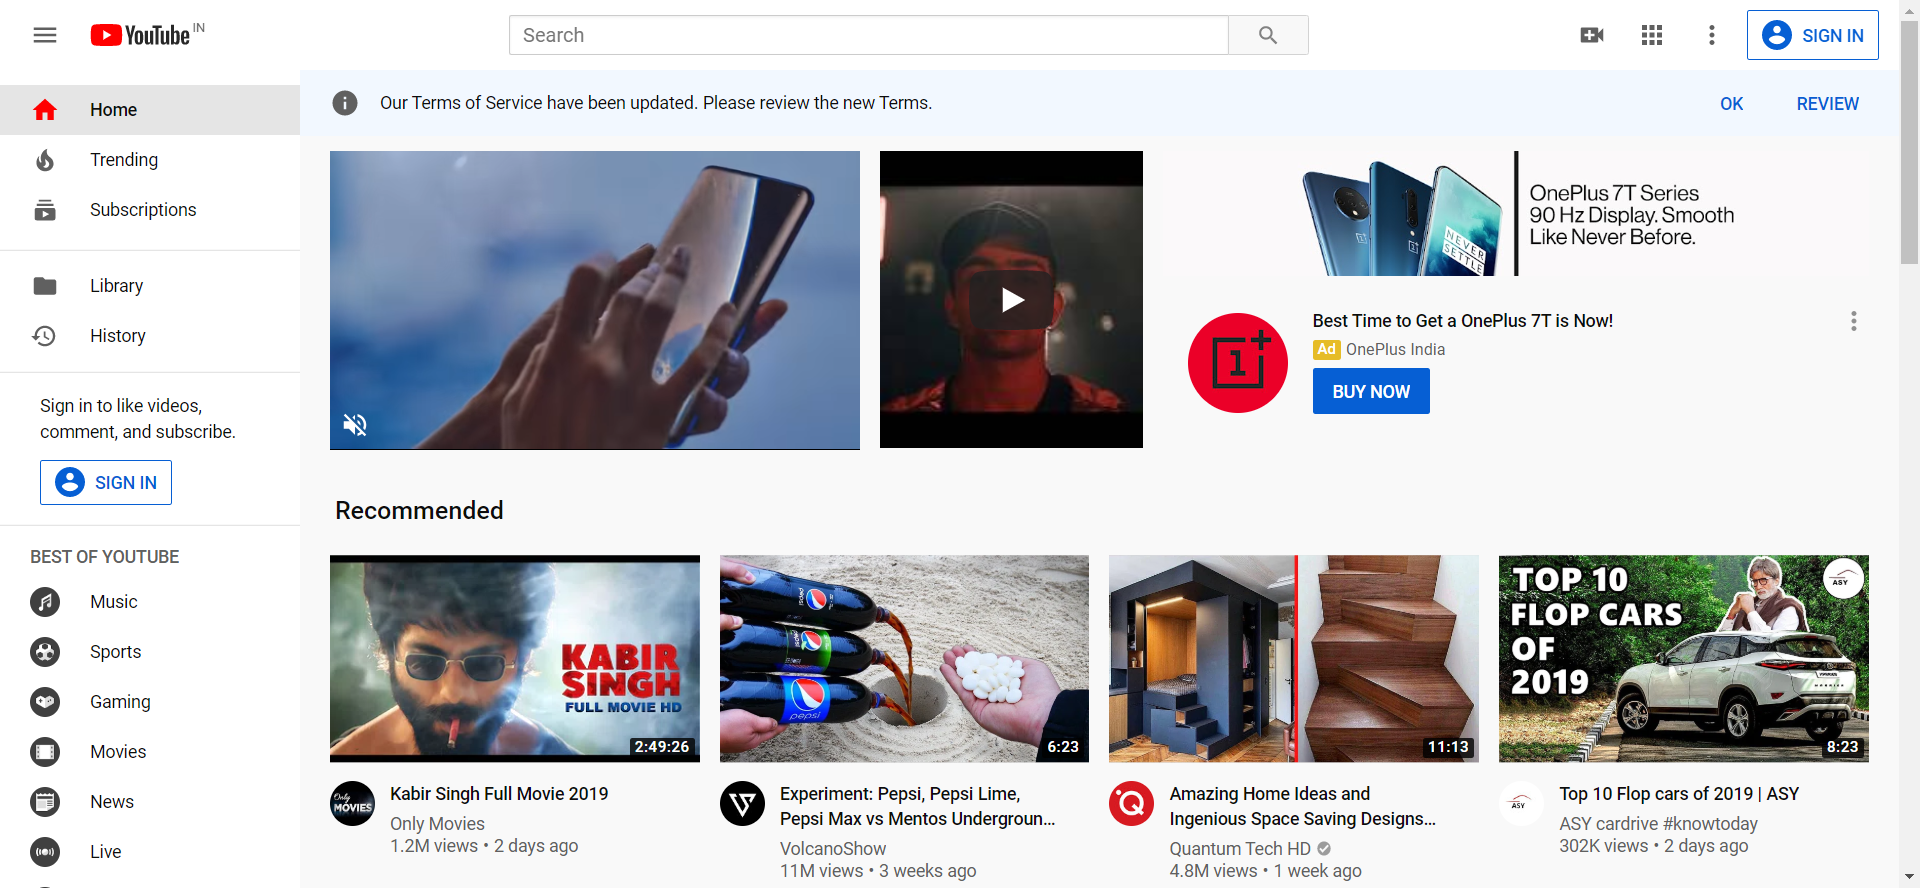 YouTube IN
Search
SIGN IN
Home
Trending
Subscriptions
Library
History
Sign in to like videos,
comment, and subscribe.
SIGN IN
BEST OF YOUTUBE
Music
Sports
Gaming
Movies
News
Live
Our Terms of Service have been updated. Please review the new Terms.
OK
REVIEW
NEVER
SETTLE
OnePlus 7T Series
90 Hz Display. Smooth
Like Never Before.
Best Time to Get a OnePlus 7T is Now!
Ad OnePlus India
BUY NOW
Recommended
KABIR
SINGH
FULL MOVIE HD
2:49:26
Only
MOVIES
Kabir Singh Full Movie 2019
Only Movies
1.2M views • 2 days ago
pepsi
6:23
Experiment: Pepsi, Pepsi Lime,
Pepsi Max vs Mentos Undergroun...
VolcanoShow
11M views • 3 weeks ago
11:13
Amazing Home Ideas and
Ingenious Space Saving Designs...
Quantum Tech HD
4.8M views • 1 week ago
TOP 10
FLOP CARS
OF
2019
ASY
8:23
ASY
Top 10 Flop cars of 2019 | ASY
ASY cardrive #knowtoday
302K views • 2 days ago